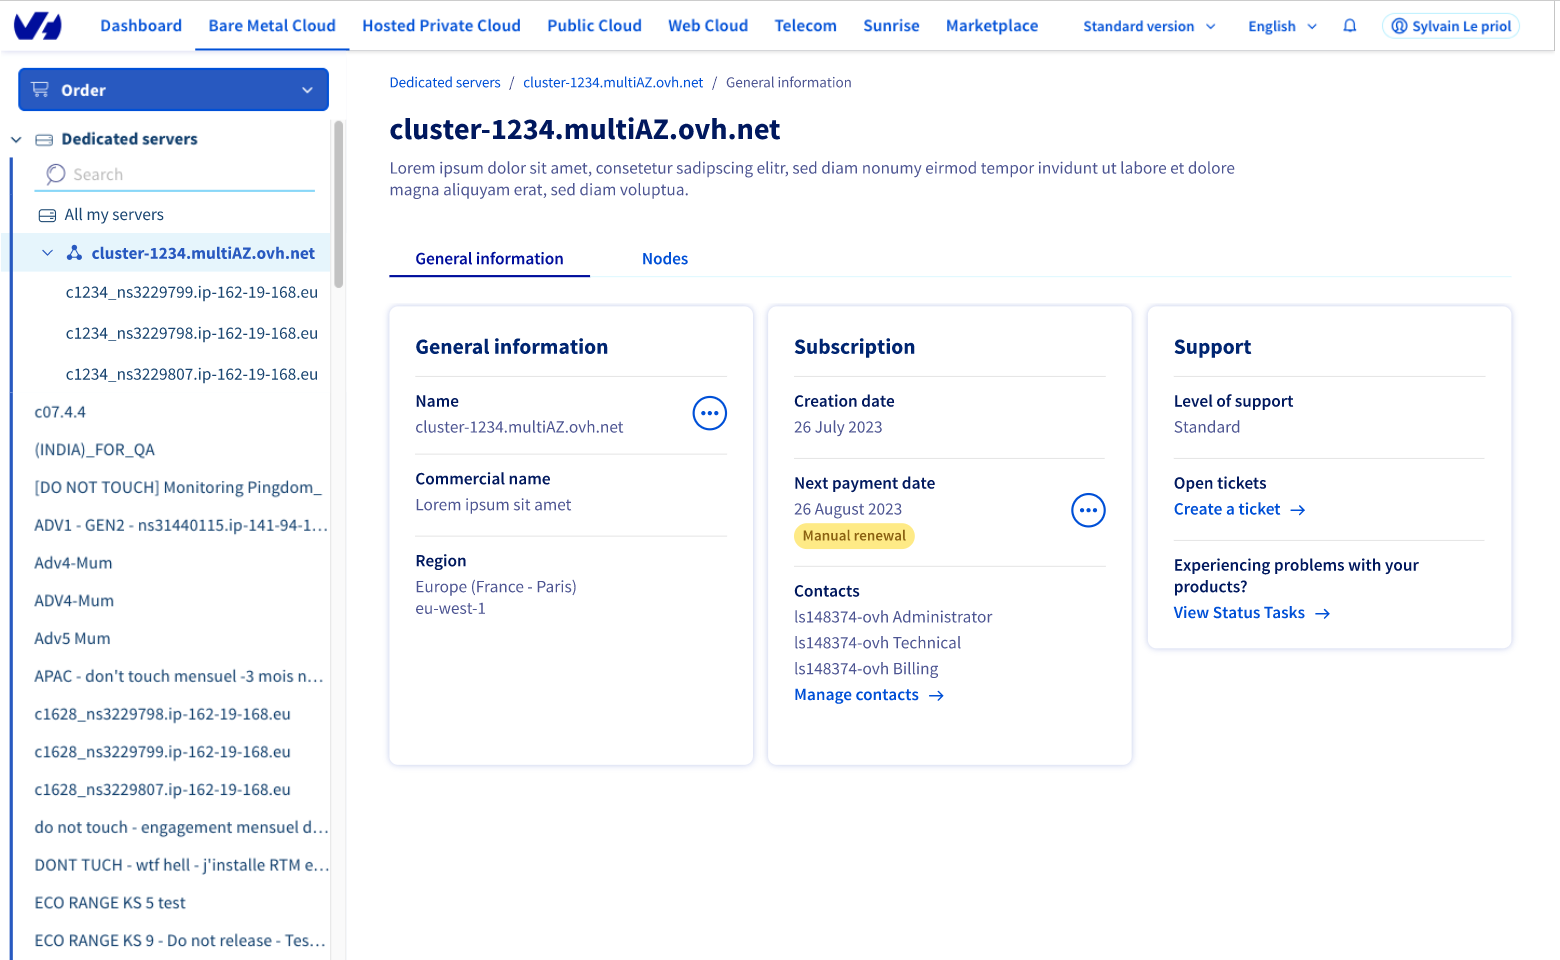 Dashboard
Bare Metal Cloud
Hosted Private Cloud
Public Cloud
Web Cloud
Telecom
Sunrise
Marketplace
Standard version
English
Sylvain Le priol
Order
Dedicated servers
Search
All my servers
cluster-1234.multiAZ.ovh.net
c1234_ns3229799.ip-162-19-168.eu
c1234_ns3229798.ip-162-19-168.eu
c1234_ns3229807.ip-162-19-168.eu
c07.4.4
(INDIA)_FOR_QA
[DO NOT TOUCH] Monitoring Pingdom_
ADV1 - GEN2 - ns31440115.ip-141-94-1...
Adv4-Mum
ADV4-Mum
Adv5 Mum
APAC - don't touch mensuel -3 mois n...
c1628_ns3229798.ip-162-19-168.eu
c1628_ns3229799.ip-162-19-168.eu
c1628_ns3229807.ip-162-19-168.eu
do not touch - engagement mensuel d...
DONT TUCH - wtf hell - j'installe RTM e...
ECO RANGE KS 5 test
ECO RANGE KS 9 - Do not release - Tes...
Dedicated servers / cluster-1234.multiAZ.ovh.net / General information
cluster-1234.multiAZ.ovh.net
Lorem ipsum dolor sit amet, consetetur sadipscing elitr, sed diam nonumy eirmod tempor invidunt ut labore et dolore
magna aliquyam erat, sed diam voluptua.
General information
Nodes
General information
Name
cluster-1234.multiAZ.ovh.net
Commercial name
Lorem ipsum sit amet
Region
Europe (France - Paris)
eu-west-1
Subscription
Creation date
26 July 2023
Next payment date
26 August 2023
Manual renewal
Contacts
ls148374-ovh Administrator
ls148374-ovh Technical
ls148374-ovh Billing
Manage contacts →
Support
Level of support
Standard
Open tickets
Create a ticket →
Experiencing problems with your
products?
View Status Tasks →